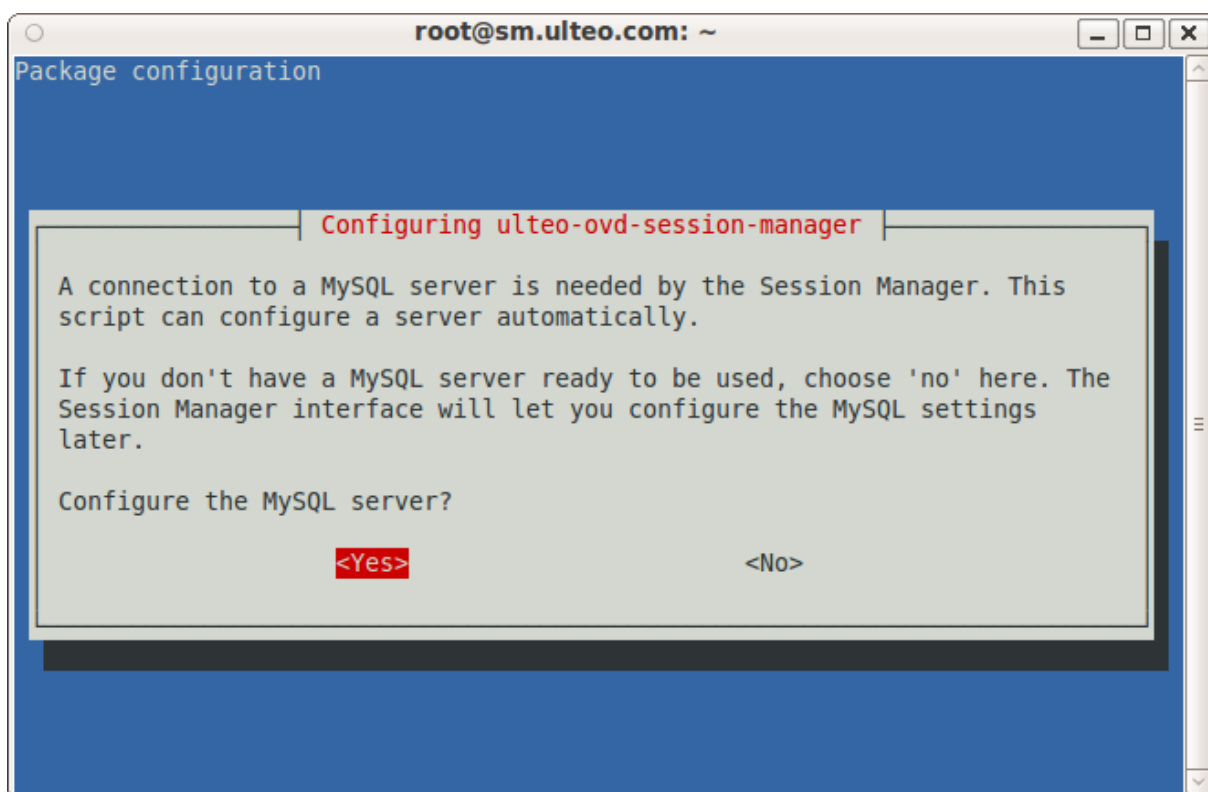 root@sm.ulteo.com: ~
Package configuration
Configuring ulteo-ovd-session-manager
A connection to a MySQL server is needed by the Session Manager. This
script can configure a server automatically.
If you don't have a MySQL server ready to be used, choose 'no' here. The
Session Manager interface will let you configure the MySQL settings
later.
Configure the MySQL server?
<Yes> <No>